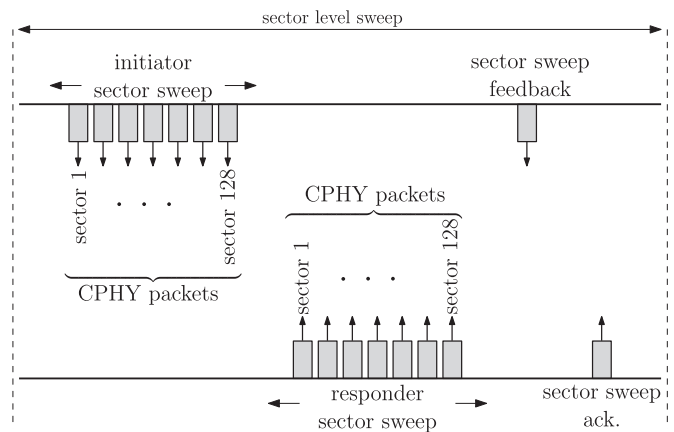 sector level sweep
initiator
sector sweep
sector sweep
feedback
sector 1
. . .
sector 128
CPHY packets
CPHY packets
sector 1
. . .
sector 128
responder
sector sweep
sector sweep
ack.